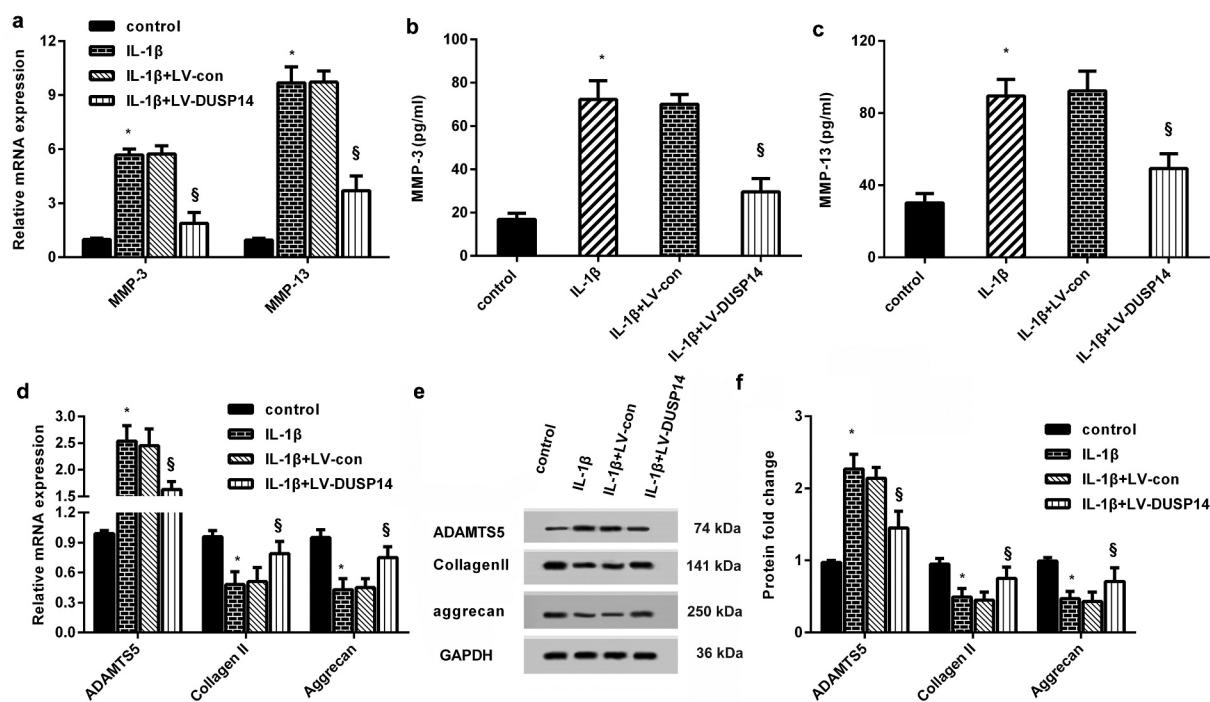 a
control
IL-1β
IL-1β+LV-con
IL-1β+LV-DUSP14
Relative mRNA expression
12
9
6
3
0
*
§
*
§
MMP-3
MMP-13
b
MMP-3 (pg/ml)
100
80
60
40
20
0
*
§
control
IL-1β
IL-1β+LV-con
IL-1β+LV-DUSP14
c
MMP-13 (pg/ml)
120
90
60
30
0
*
§
control
IL-1β
IL-1β+LV-con
IL-1β+LV-DUSP14
d
control
IL-1β
IL-1β+LV-con
IL-1β+LV-DUSP14
Relative mRNA expression
3.0
2.5
2.0
1.5
1.2
0.9
0.6
0.3
0.0
*
§
*
§
*
§
ADAMTS5
Collagen II
Aggrecan
e
control
IL-1β
IL-1β+LV-con
IL-1β+LV-DUSP14
ADAMTS5 74 kDa
CollagenII 141 kDa
aggrecan 250 kDa
GAPDH 36 kDa
f
control
IL-1β
IL-1β+LV-con
IL-1β+LV-DUSP14
Protein fold change
3
2
1
0
*
§
*
§
*
§
ADAMTS5
Collagen II
Aggrecan